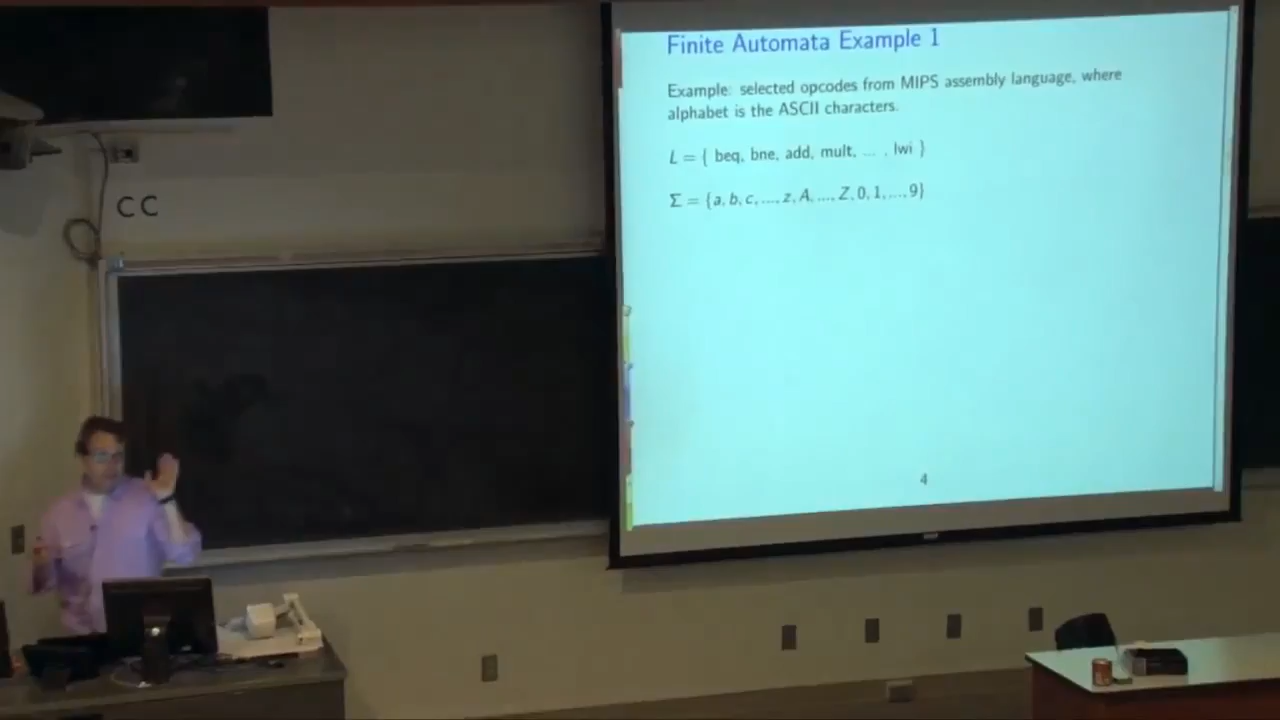 Finite Automata Example 1
Example: selected opcodes from MIPS assembly language, where
alphabet is the ASCII characters.
L = { beq, bne, add, mult, ... , lwi }
Σ = {a, b, c, ..., z, A, ..., Z, 0, 1, ..., 9}
4
CC